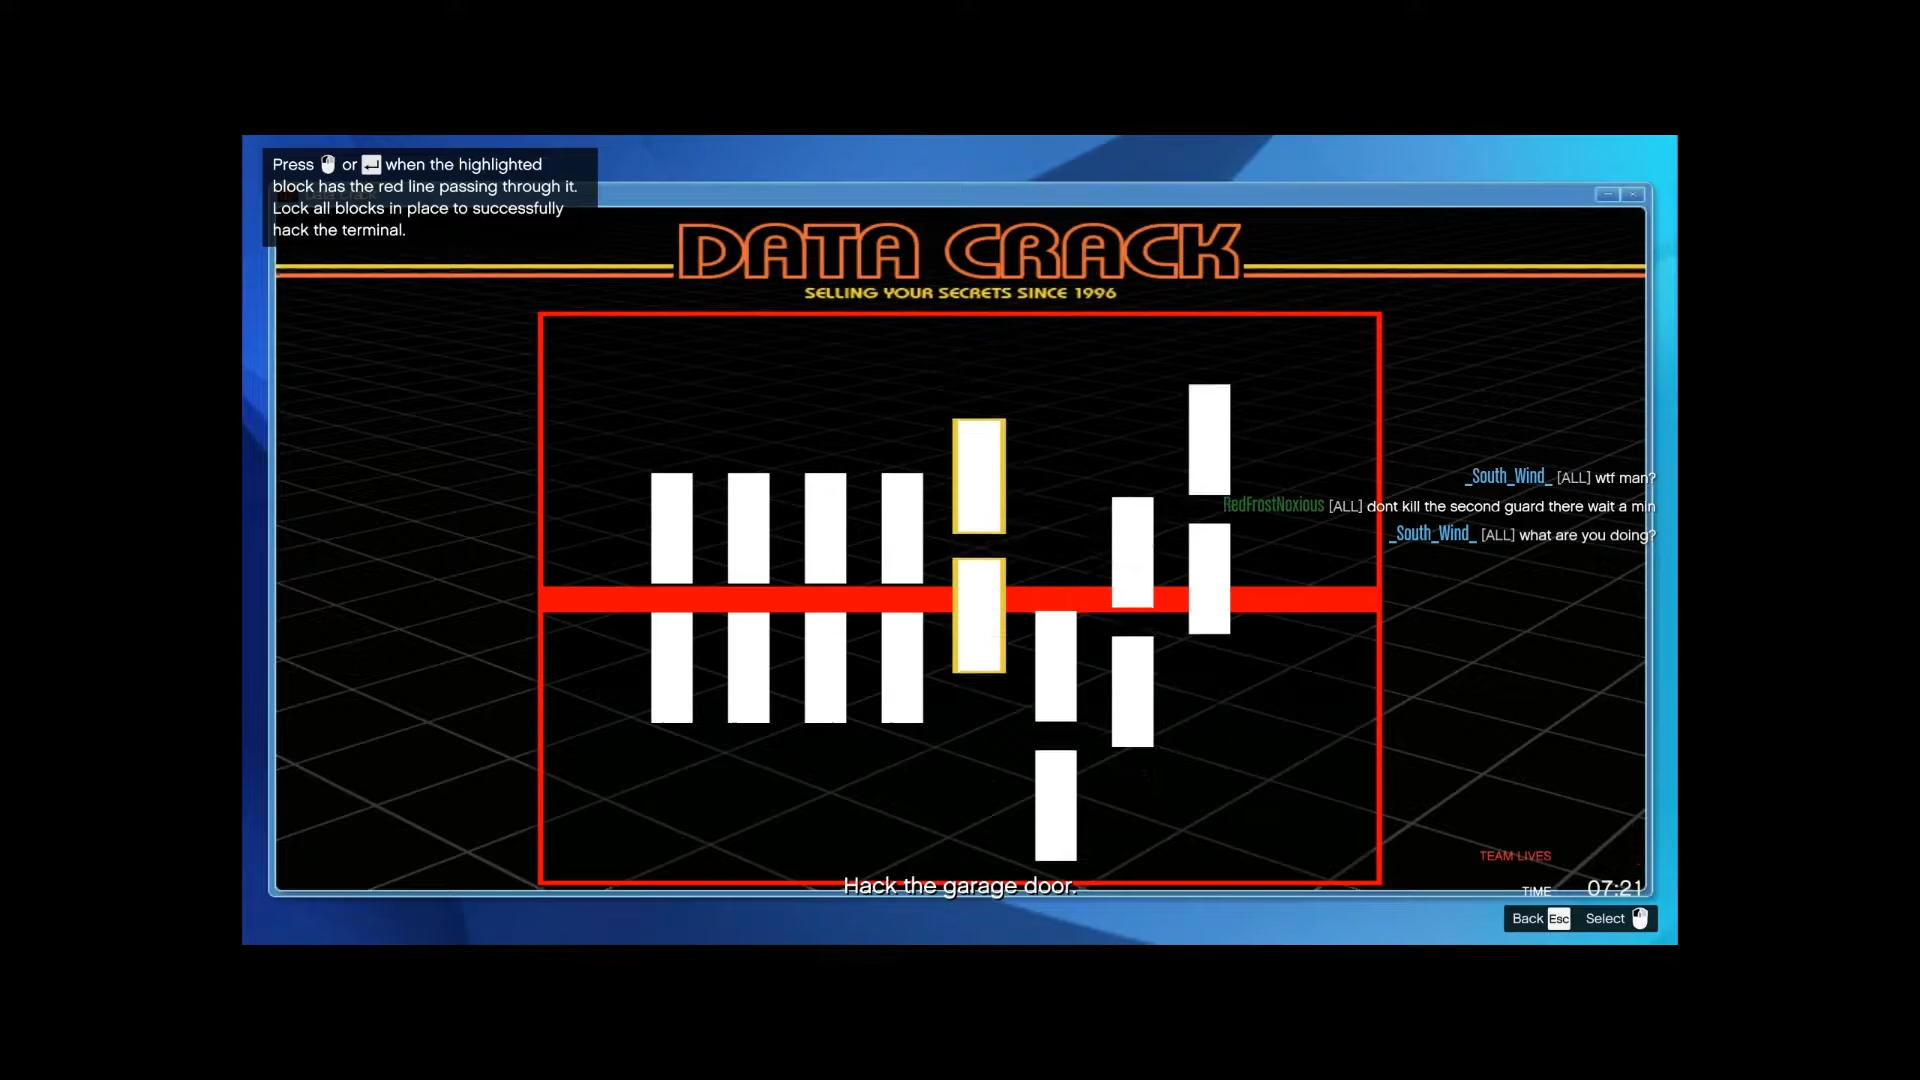 Press or when the highlighted
block has the red line passing through it.
Lock all blocks in place to successfully
hack the terminal.
DATA CRACK
SELLING YOUR SECRETS SINCE 1996
_South_Wind_ [ALL] wtf man?
RedFrostNoxious [ALL] dont kill the second guard there wait a min
_South_Wind_ [ALL] what are you doing?
TEAM LIVES
Hack the garage door.
TIME 07:21
Back Esc Select